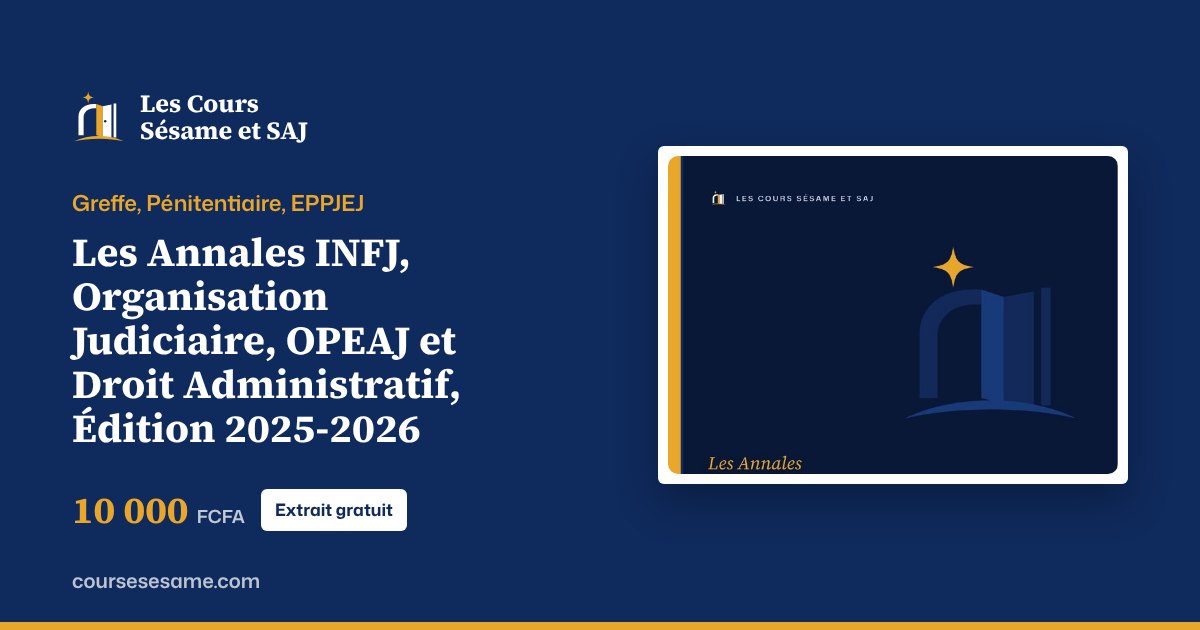 Les Cours
Sésame et SAJ
Greffe, Pénitentiaire, EPPJEJ
Les Annales INFJ,
Organisation
Judiciaire, OPEAJ et
Droit Administratif,
Édition 2025-2026
10 000 FCFA
Extrait gratuit
coursesesame.com
LES COURS SÉSAME ET SAJ
Les Annales